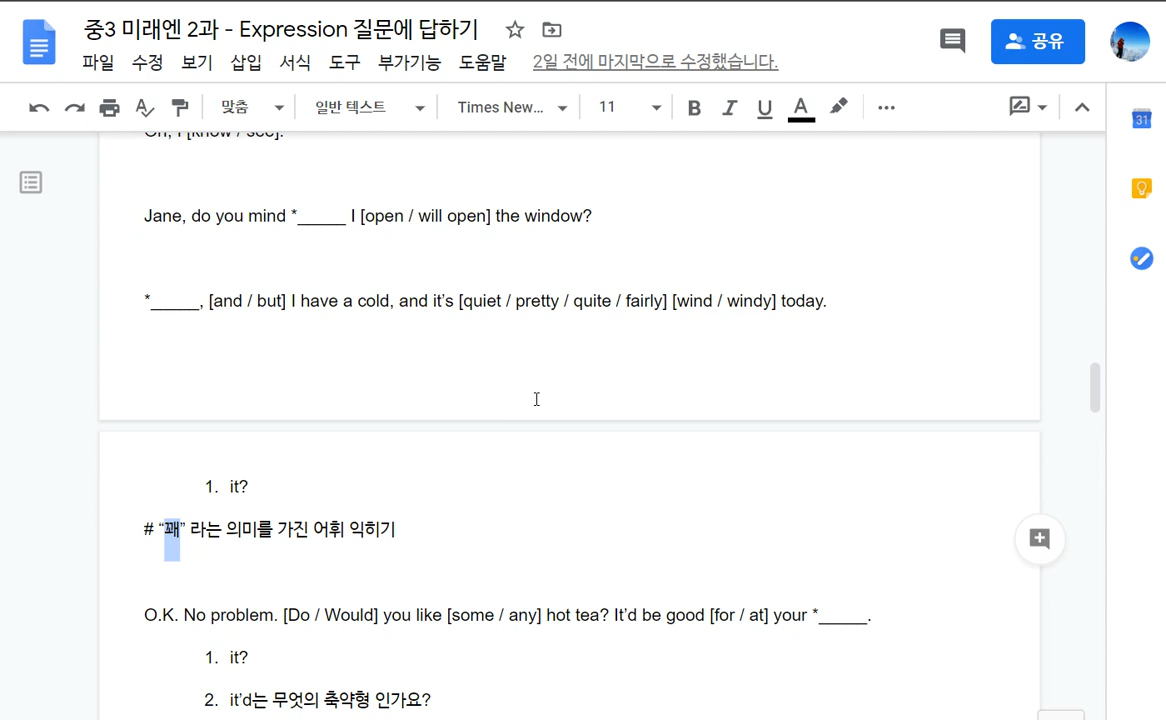 중3 미래엔 2과 - Expression 질문에 답하기
파일 수정 보기 삽입 서식 도구 부가기능 도움말 2일 전에 마지막으로 수정했습니다.
공유
맞춤 일반 텍스트 Times New... 11 B I U A
31
Oh, I [know / see].
Jane, do you mind *_____ I [open / will open] the window?
*_____, [and / but] I have a cold, and it's [quiet / pretty / quite / fairly] [wind / windy] today.
1. it?
# “꽤” 라는 의미를 가진 어휘 익히기
O.K. No problem. [Do / Would] you like [some / any] hot tea? It’d be good [for / at] your *_____.
1. it?
2. it’d는 무엇의 축약형 인가요?